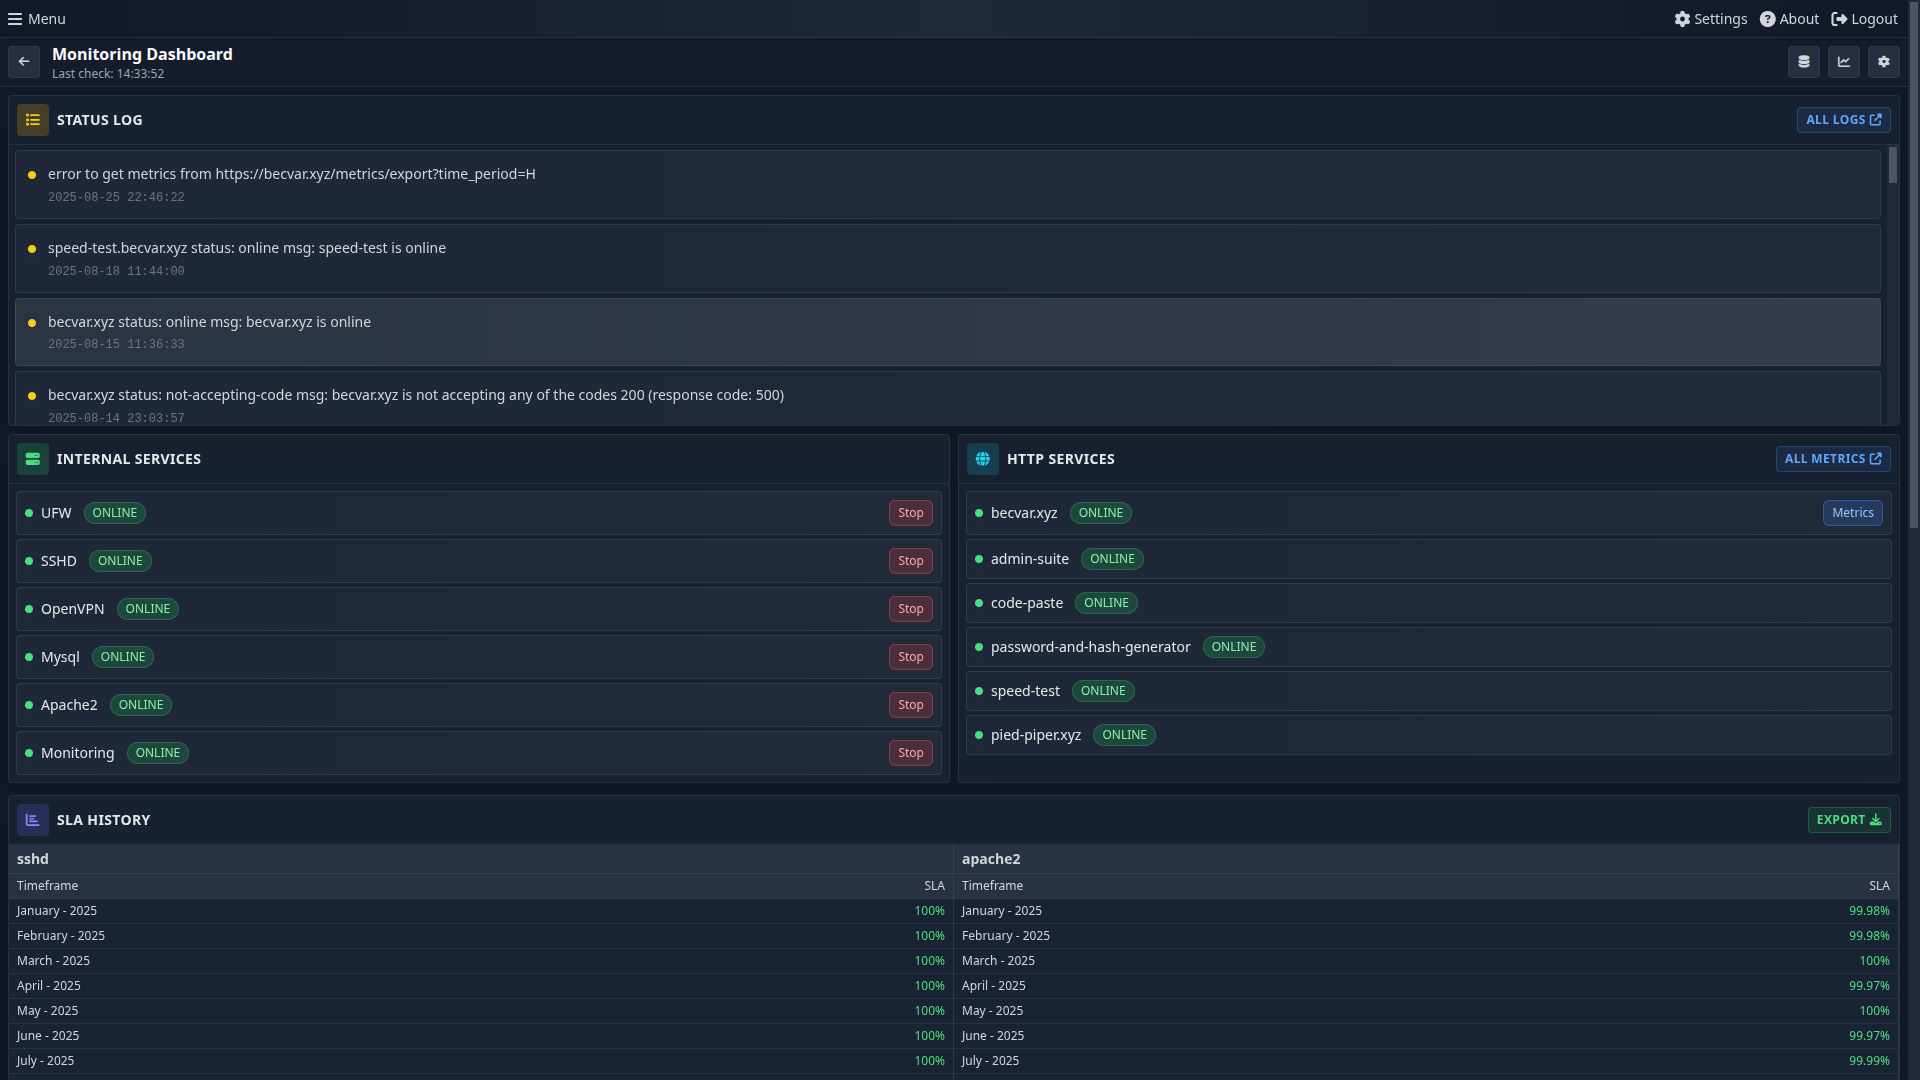 Menu
Settings
About
Logout
Monitoring Dashboard
Last check: 14:33:52
STATUS LOG
ALL LOGS
error to get metrics from https://becvar.xyz/metrics/export?time_period=H
2025-08-25 22:46:22
speed-test.becvar.xyz status: online msg: speed-test is online
2025-08-18 11:44:00
becvar.xyz status: online msg: becvar.xyz is online
2025-08-15 11:36:33
becvar.xyz status: not-accepting-code msg: becvar.xyz is not accepting any of the codes 200 (response code: 500)
2025-08-14 23:03:57
INTERNAL SERVICES
UFW ONLINE Stop
SSHD ONLINE Stop
OpenVPN ONLINE Stop
Mysql ONLINE Stop
Apache2 ONLINE Stop
Monitoring ONLINE Stop
HTTP SERVICES
ALL METRICS
becvar.xyz ONLINE Metrics
admin-suite ONLINE
code-paste ONLINE
password-and-hash-generator ONLINE
speed-test ONLINE
pied-piper.xyz ONLINE
SLA HISTORY
EXPORT
sshd
Timeframe SLA
January - 2025 100%
February - 2025 100%
March - 2025 100%
April - 2025 100%
May - 2025 100%
June - 2025 100%
July - 2025 100%
apache2
Timeframe SLA
January - 2025 99.98%
February - 2025 99.98%
March - 2025 100%
April - 2025 99.97%
May - 2025 100%
June - 2025 99.97%
July - 2025 99.99%